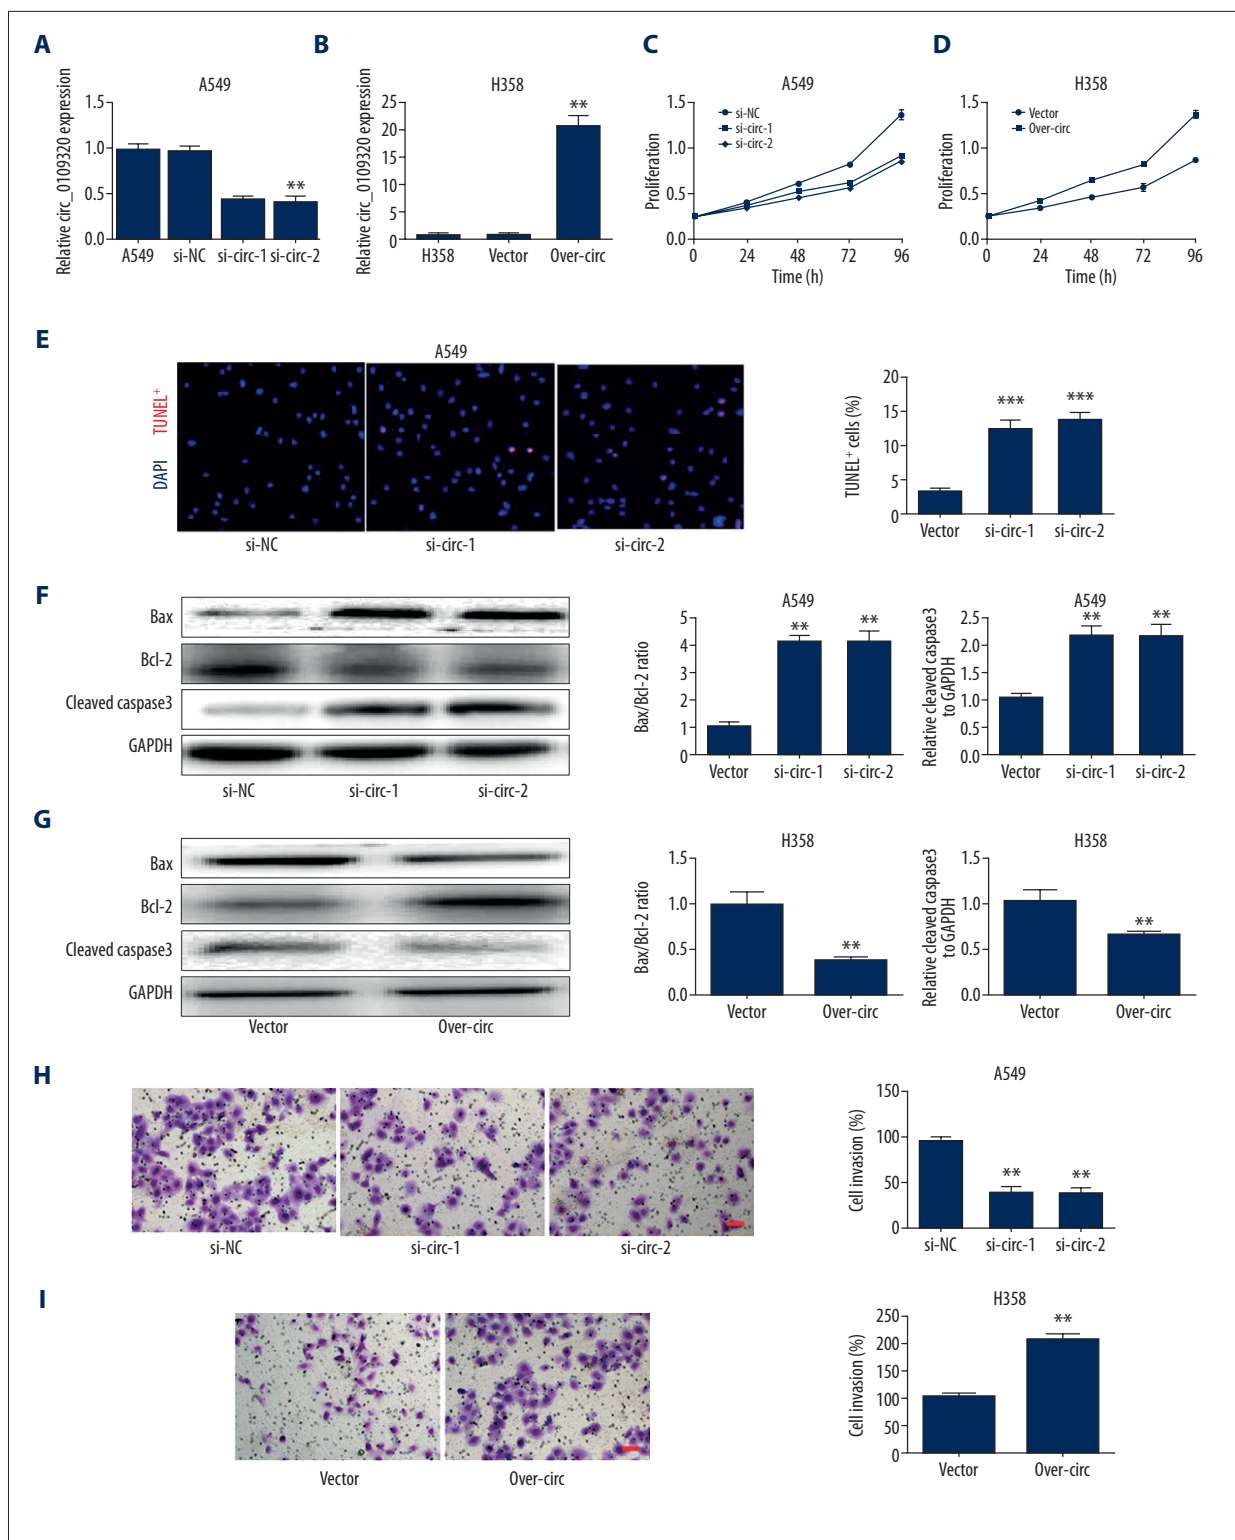 A
B
C
D
A549
H358
A549
H358
Relative circ_0109320 expression
1.5
1.0
0.5
0.0
**
A549
si-NC
si-circ-1
si-circ-2
Relative circ_0109320 expression
25
20
15
10
5
0
**
H358
Vector
Over-circ
Proliferation
1.5
1.0
0.5
0.0
si-NC
si-circ-1
si-circ-2
0
24
48
72
96
Time (h)
Proliferation
1.5
1.0
0.5
0.0
Vector
Over-circ
0
24
48
72
96
Time (h)
E
A549
DAPI
TUNEL+
si-NC
si-circ-1
si-circ-2
TUNEL+ cells (%)
20
15
10
5
0
***
***
Vector
si-circ-1
si-circ-2
F
Bax
Bcl-2
Cleaved caspase3
GAPDH
si-NC
si-circ-1
si-circ-2
A549
Bax/Bcl-2 ratio
5
4
3
2
1
0
**
**
Vector
si-circ-1
si-circ-2
A549
Relative cleaved caspase3
to GAPDH
2.5
2.0
1.5
1.0
0.5
0.0
**
**
Vector
si-circ-1
si-circ-2
G
Bax
Bcl-2
Cleaved caspase3
GAPDH
Vector
Over-circ
H358
Bax/Bcl-2 ratio
1.5
1.0
0.5
0.0
**
Vector
Over-circ
H358
Relative cleaved caspase3
to GAPDH
1.5
1.0
0.5
0.0
**
Vector
Over-circ
H
si-NC
si-circ-1
si-circ-2
A549
Cell invasion (%)
150
100
50
0
**
**
si-NC
si-circ-1
si-circ-2
I
Vector
Over-circ
H358
Cell invasion (%)
250
200
150
100
50
0
**
Vector
Over-circ